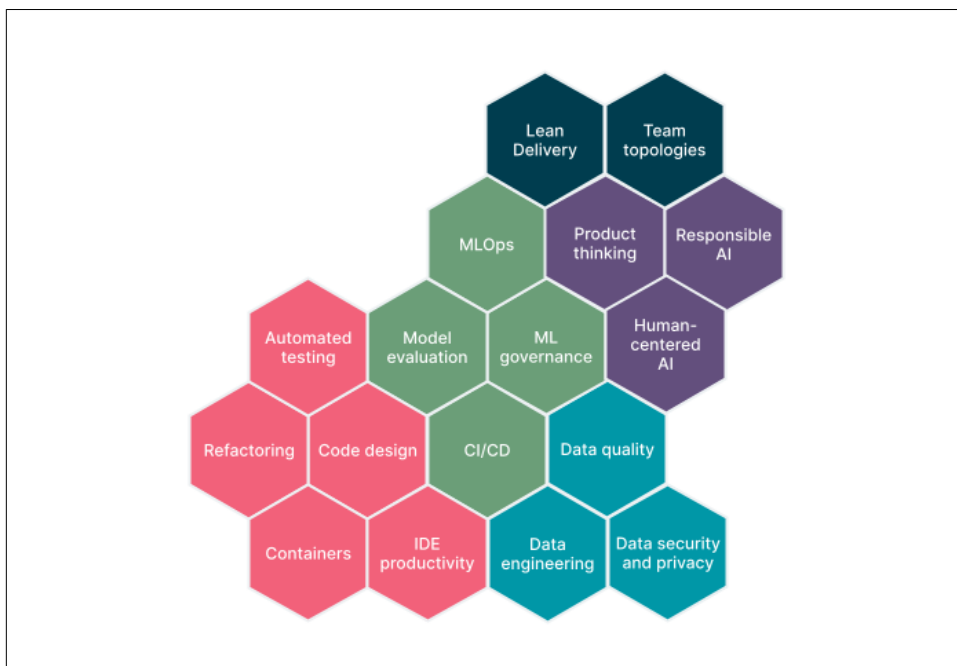 Lean
Delivery
Team
topologies
MLOps
Product
thinking
Responsible
AI
Automated
testing
Model
evaluation
ML
governance
Human-
centered
AI
Refactoring
Code design
CI/CD
Data quality
Containers
IDE
productivity
Data
engineering
Data security
and privacy